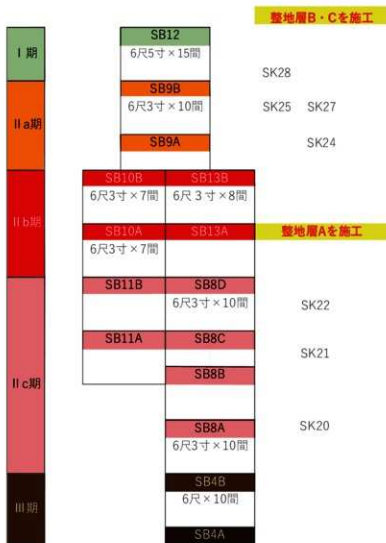 整地層B・Cを施工
SB12
6尺5寸×15間
Ⅰ期
SK28
SB9B
6尺3寸×10間
SK25 SK27
Ⅱa期
SB9A
SK24
SB10B SB13B
6尺3寸×7間 6尺3寸×8間
Ⅱb期
SB10A SB13A 整地層Aを施工
6尺3寸×7間
SB11B SB8D
6尺3寸×10間
SK22
SB11A SB8C
SK21
SB8B
Ⅱc期
SB8A
SK20
6尺3寸×10間
SB4B
6尺×10間
Ⅲ期
SB4A